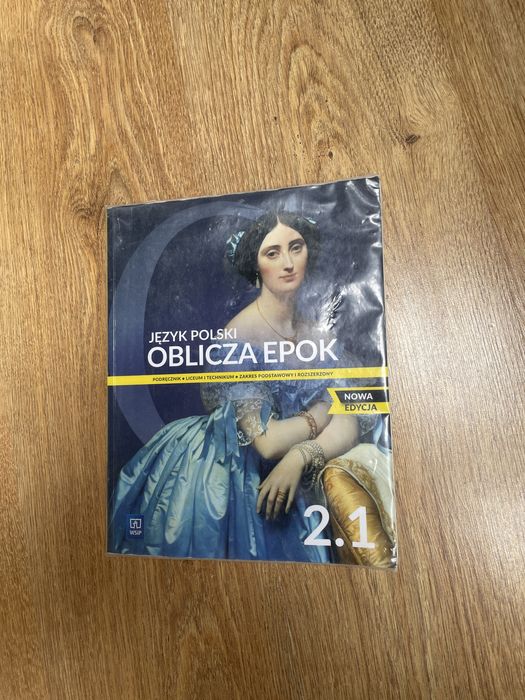 JĘZYK POLSKI
OBLICZA EPOK
PODRĘCZNIK • LICEUM I TECHNIKUM • ZAKRES PODSTAWOWY I ROZSZERZONY
NOWA
EDYCJA
2.1
WSiP